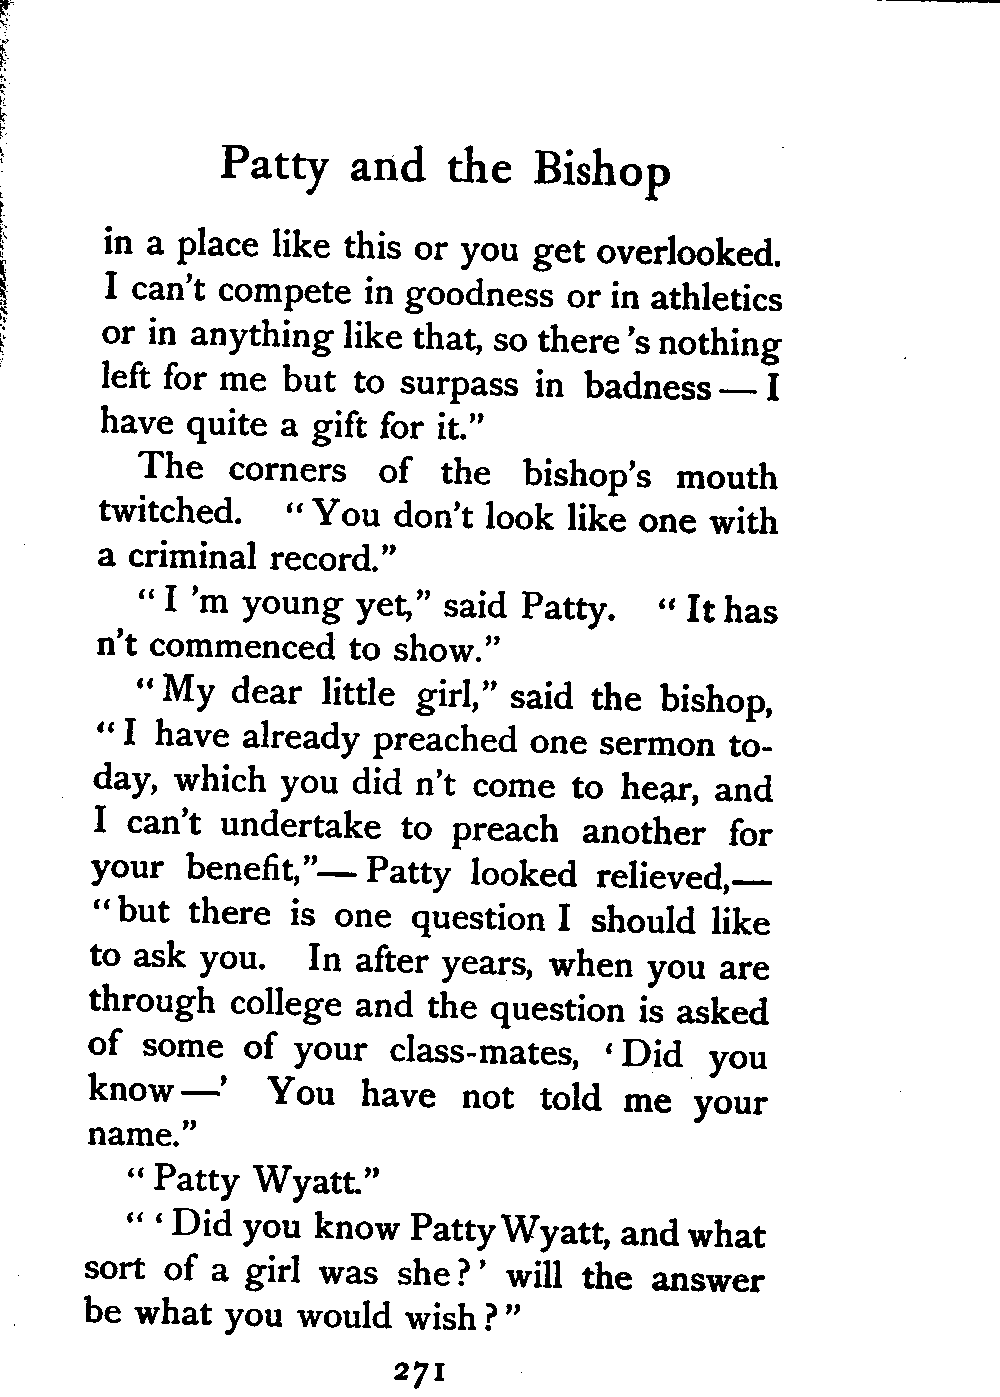 Patty and the Bishop
in a place like this or you get overlooked.
I can't compete in goodness or in athletics
or in anything like that, so there 's nothing
left for me but to surpass in badness — I
have quite a gift for it."
The corners of the bishop's mouth
twitched. "You don't look like one with
a criminal record."
"I 'm young yet," said Patty. "It has
n't commenced to show."
"My dear little girl," said the bishop,
"I have already preached one sermon to-
day, which you did n't come to hear, and
I can't undertake to preach another for
your benefit,"— Patty looked relieved,—
"but there is one question I should like
to ask you. In after years, when you are
through college and the question is asked
of some of your class-mates, 'Did you
know —' You have not told me your
name."
"Patty Wyatt."
"'Did you know Patty Wyatt, and what
sort of a girl was she?' will the answer
be what you would wish?"
271